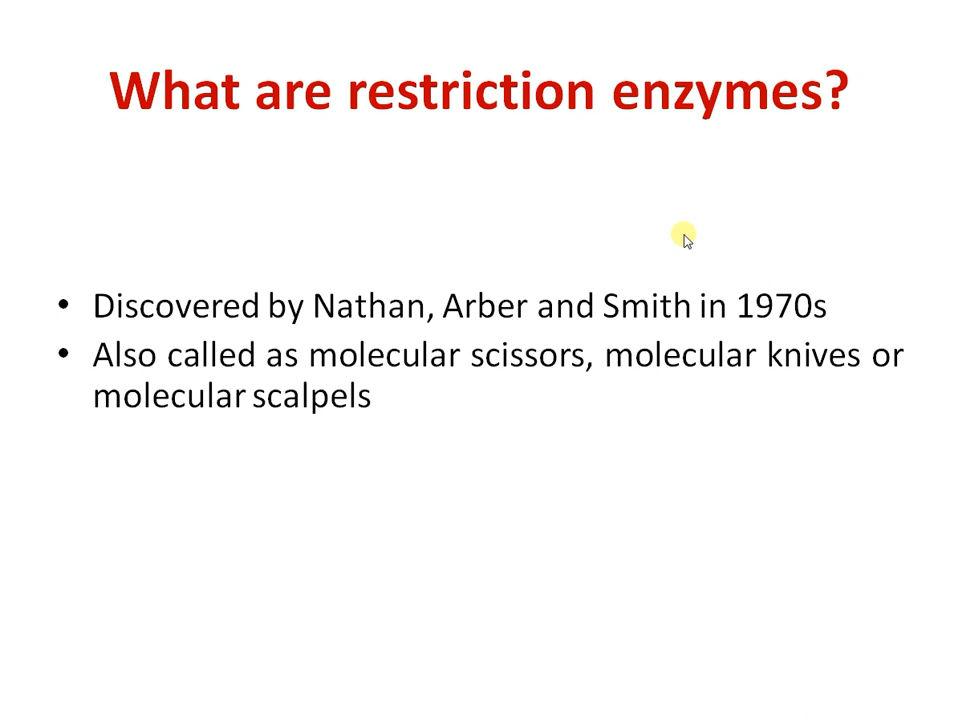 What are restriction enzymes?
• Discovered by Nathan, Arber and Smith in 1970s
• Also called as molecular scissors, molecular knives or
molecular scalpels